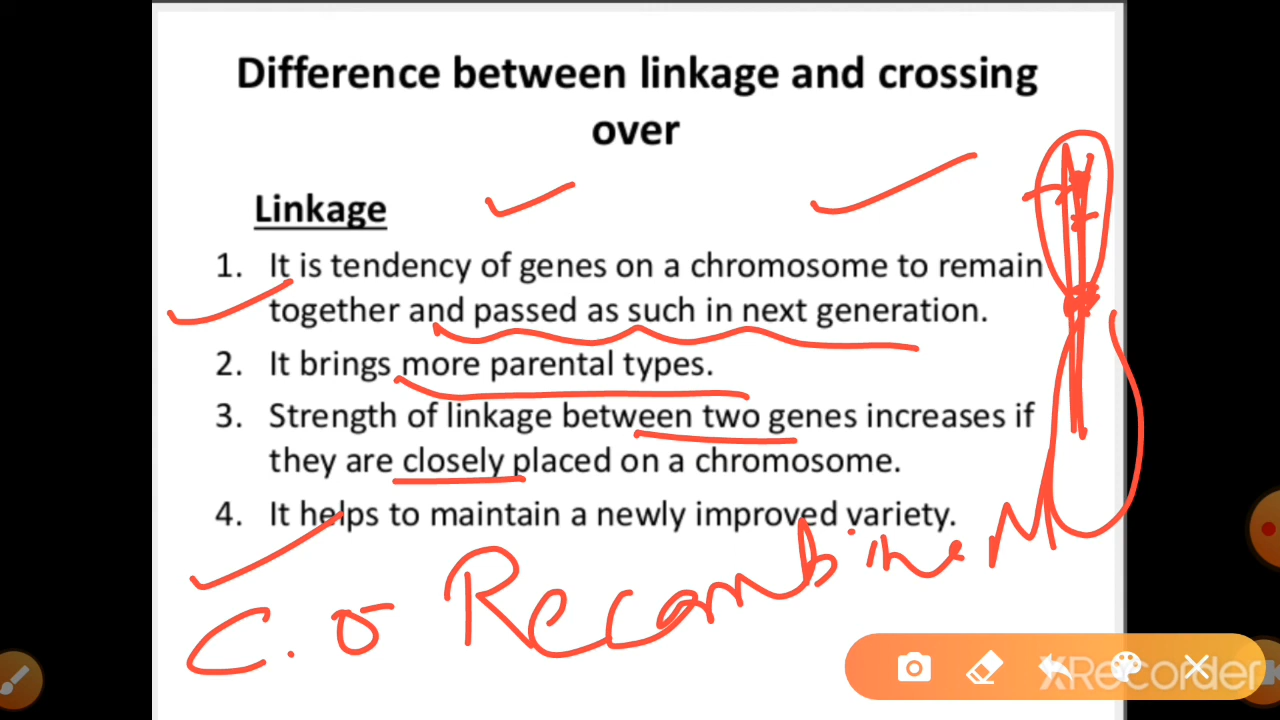 Difference between linkage and crossing
over
Linkage
1. It is tendency of genes on a chromosome to remain
together and passed as such in next generation.
2. It brings more parental types.
3. Strength of linkage between two genes increases if
they are closely placed on a chromosome.
4. It helps to maintain a newly improved variety.
C.O
XRecorder